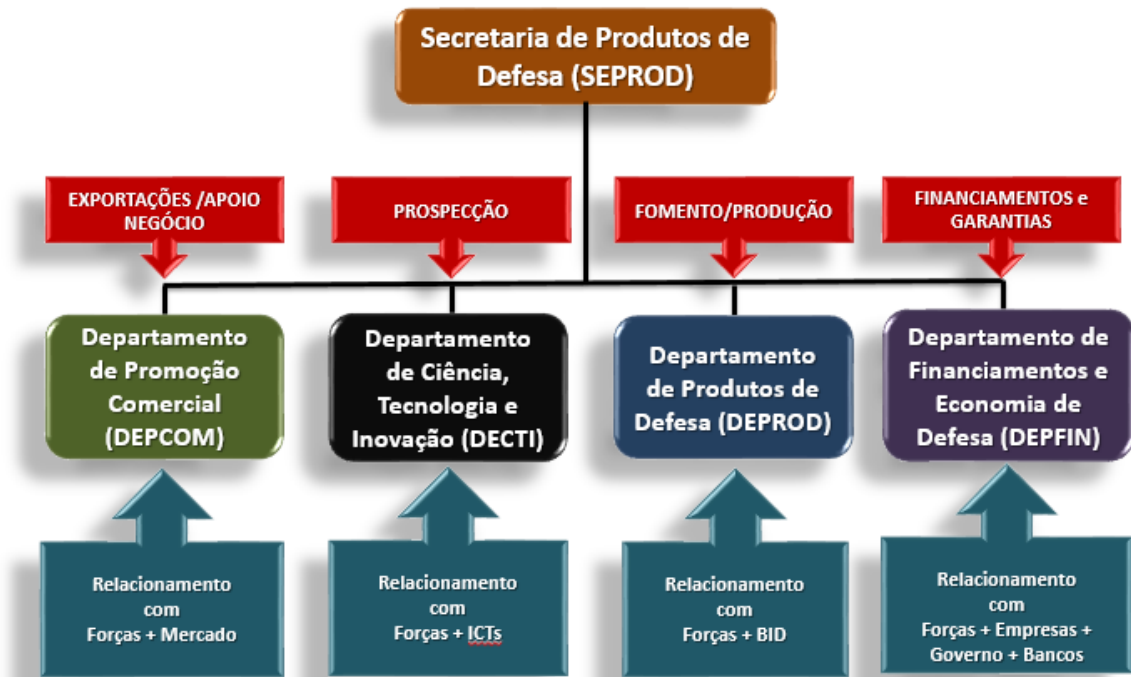 Secretaria de Produtos de
Defesa (SEPROD)
EXPORTAÇÕES /APOIO
NEGÓCIO
PROSPECÇÃO
FOMENTO/PRODUÇÃO
FINANCIAMENTOS e
GARANTIAS
Departamento
de Promoção
Comercial
(DEPCOM)
Departamento
de Ciência,
Tecnologia e
Inovação (DECTI)
Departamento
de Produtos de
Defesa (DEPROD)
Departamento de
Financiamentos e
Economia de
Defesa (DEPFIN)
Relacionamento
com
Forças + Mercado
Relacionamento
com
Forças + ICTs
Relacionamento
com
Forças + BID
Relacionamento
com
Forças + Empresas +
Governo + Bancos